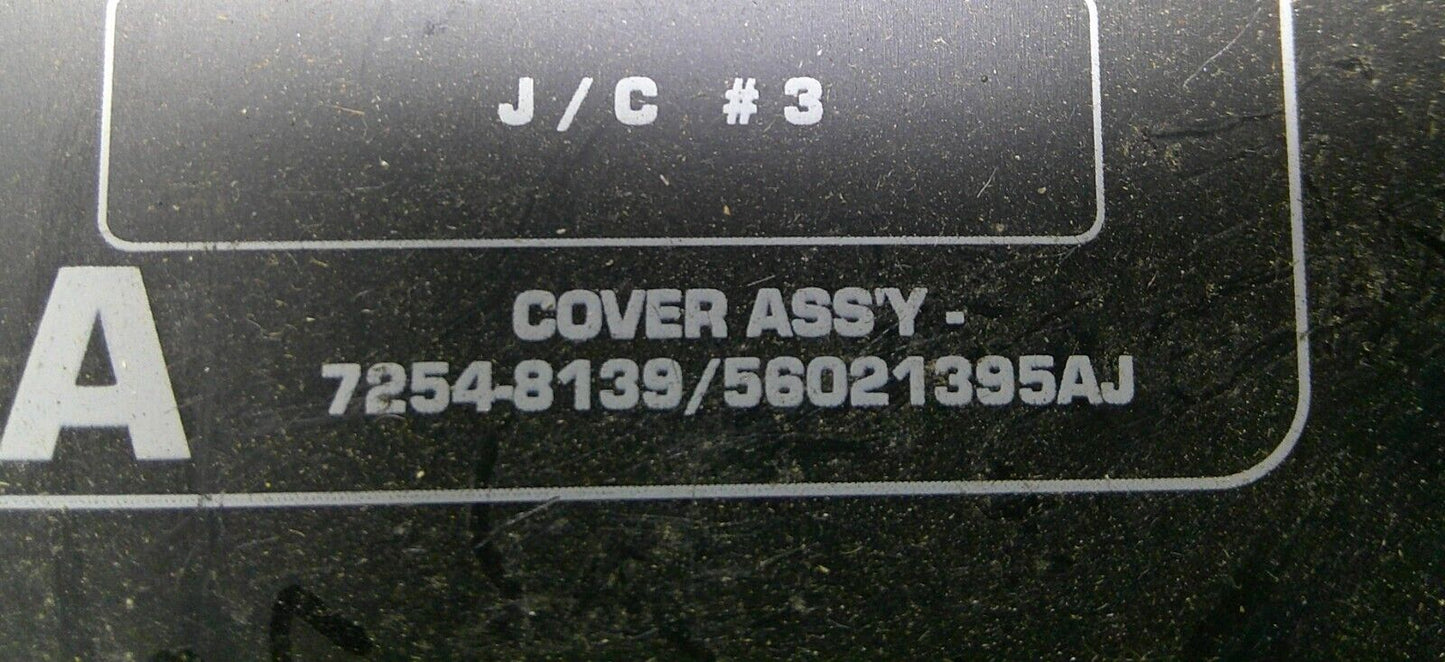 J/C #3
A
COVER ASS'Y -
7254-8139/56021395AJ